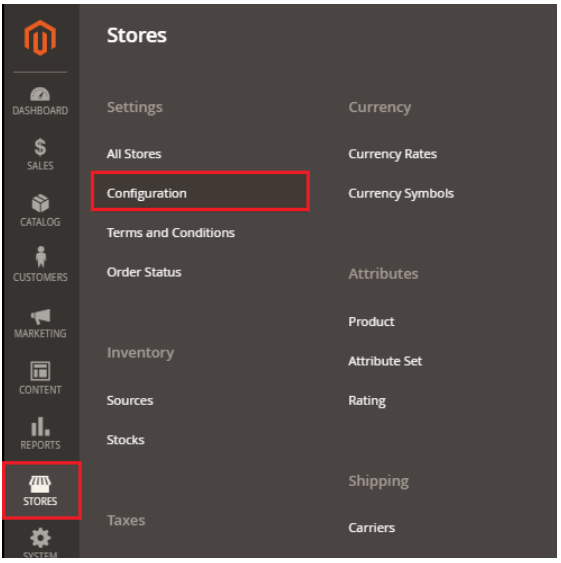 Stores
DASHBOARD
SALES
CATALOG
CUSTOMERS
MARKETING
CONTENT
REPORTS
STORES
SYSTEM
Settings
All Stores
Configuration
Terms and Conditions
Order Status
Inventory
Sources
Stocks
Taxes
Currency
Currency Rates
Currency Symbols
Attributes
Product
Attribute Set
Rating
Shipping
Carriers